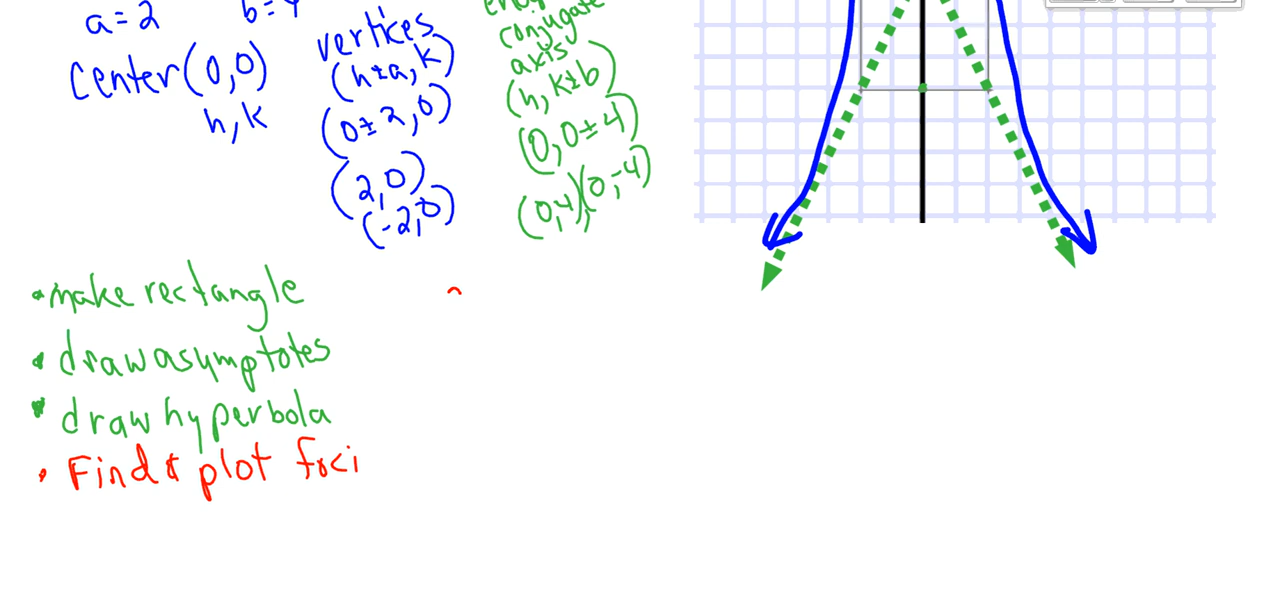 a=2 b=4
center(0,0)
h,k
vertices
(h±a,k)
(0±2,0)
(2,0)
(-2,0)
conjugate
axis
(h,k±b)
(0,0±4)
(0,4),(0,-4)
•make rectangle
•draw asymptotes
•draw hyperbola
•Find & plot foci